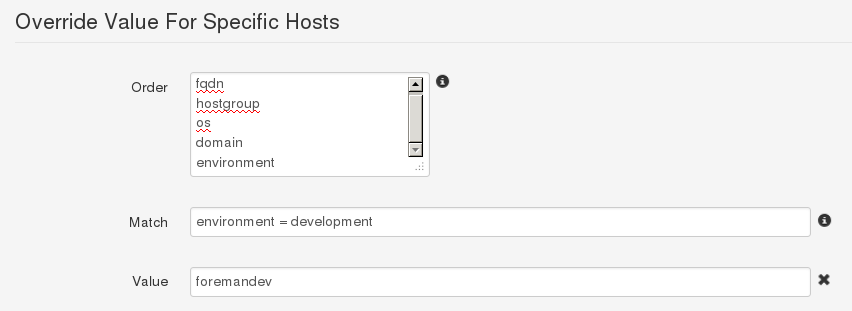 Override Value For Specific Hosts
Order
fqdn
hostgroup
os
domain
environment
Match
environment = development
Value
foremandev